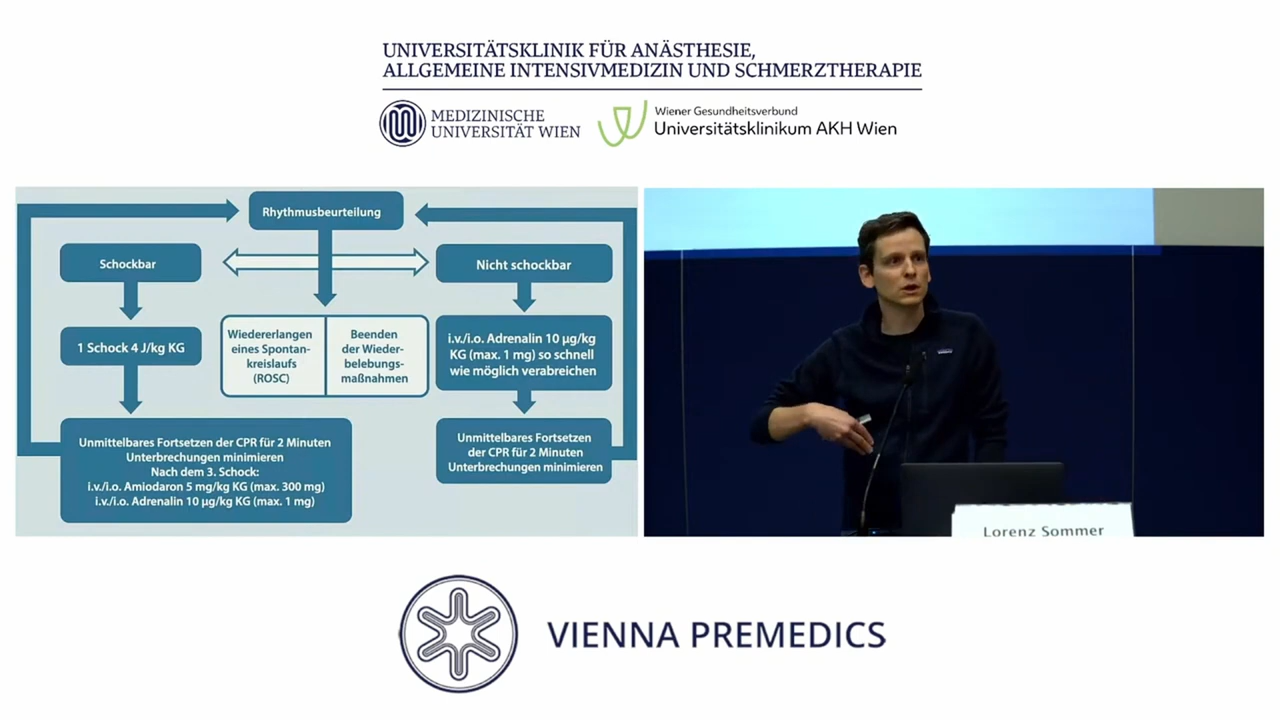 UNIVERSITÄTSKLINIK FÜR ANÄSTHESIE,
ALLGEMEINE INTENSIVMEDIZIN UND SCHMERZTHERAPIE
MEDIZINISCHE
UNIVERSITÄT WIEN
Wiener Gesundheitsverbund
Universitätsklinikum AKH Wien
Rhythmusbeurteilung
Schockbar
Nicht schockbar
1 Schock 4 J/kg KG
Wiedererlangen
eines Spontan-
kreislaufs
(ROSC)
Beenden
der Wieder-
belebungs-
maßnahmen
i.v./i.o. Adrenalin 10 µg/kg
KG (max. 1 mg) so schnell
wie möglich verabreichen
Unmittelbares Fortsetzen der CPR für 2 Minuten
Unterbrechungen minimieren
Nach dem 3. Schock:
i.v./i.o. Amiodaron 5 mg/kg KG (max. 300 mg)
i.v./i.o. Adrenalin 10 µg/kg KG (max. 1 mg)
Unmittelbares Fortsetzen
der CPR für 2 Minuten
Unterbrechungen minimieren
Lorenz Sommer
VIENNA PREMEDICS